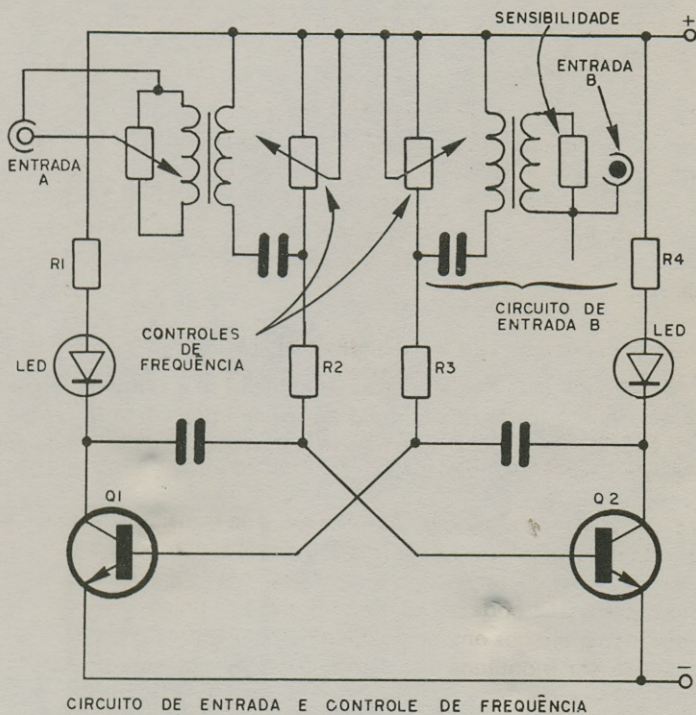 SENSIBILIDADE
+
ENTRADA
B
ENTRADA
A
R1
R4
CONTROLES
DE
FREQUÊNCIA
CIRCUITO DE
ENTRADA B
LED
R2
R3
LED
Q1
Q2
−
CIRCUITO DE ENTRADA E CONTROLE DE FREQUÊNCIA